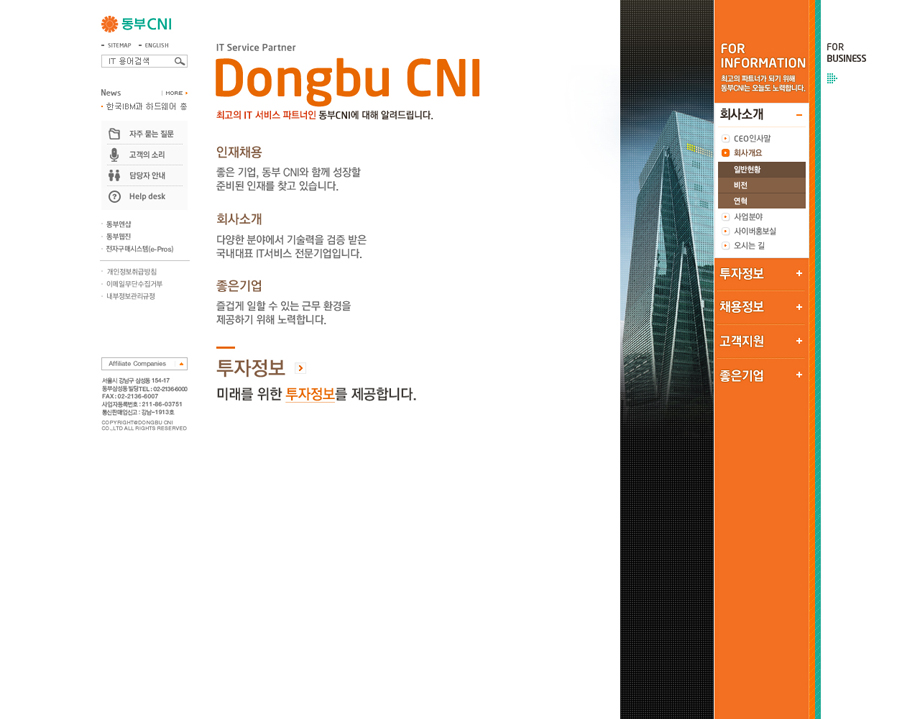 동부CNI
SITEMAP
ENGLISH
IT 용어검색
News
MORE
한국IBM과 하드웨어 총
자주 묻는 질문
고객의 소리
담당자 안내
Help desk
동부앤샵
동부웹진
전자구매시스템(e-Pros)
개인정보취급방침
이메일무단수집거부
내부정보관리규정
Affiliate Companies
서울시 강남구 삼성동 154-17
동부삼성동빌딩TEL : 02-2136-6000
FAX : 02-2136-6007
사업자등록번호 : 211-86-03751
통신판매업신고 : 강남-1913호
COPYRIGHT@DONGBU CNI
CO.,LTD ALL RIGHTS RESERVED
IT Service Partner
Dongbu CNI
최고의 IT 서비스 파트너인 동부CNI에 대해 알려드립니다.
인재채용
좋은 기업, 동부 CNI와 함께 성장할
준비된 인재를 찾고 있습니다.
회사소개
다양한 분야에서 기술력을 검증 받은
국내대표 IT서비스 전문기업입니다.
좋은기업
즐겁게 일할 수 있는 근무 환경을
제공하기 위해 노력합니다.
투자정보
미래를 위한 투자정보를 제공합니다.
FOR
INFORMATION
최고의 파트너가 되기 위해
동부CNI는 오늘도 노력합니다.
회사소개
CEO인사말
회사개요
일반현황
비전
연혁
사업분야
사이버홍보실
오시는 길
투자정보
채용정보
고객지원
좋은기업
FOR
BUSINESS